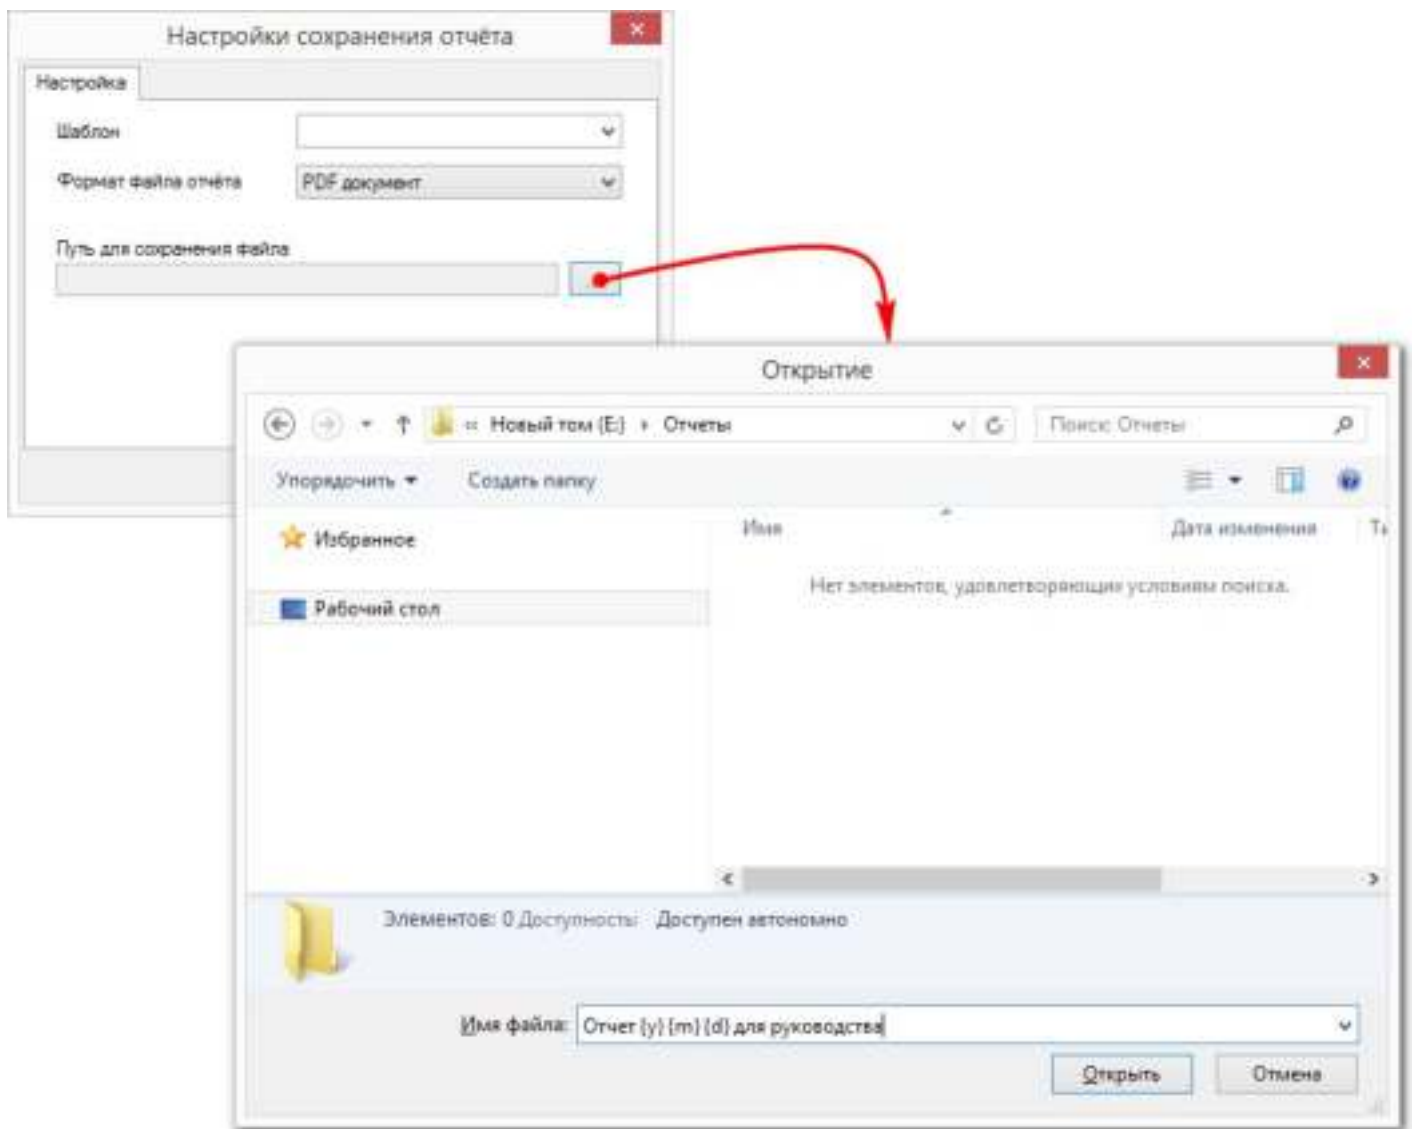 Настройки сохранения отчёта
Настройка
Шаблон
Формат файла отчёта PDF документ
Путь для сохранения файла
Открытие
« Новый том (E:) Отчеты
Поиск: Отчеты
Упорядочить Создать папку
Избранное
Рабочий стол
Имя Дата изменения Ти
Нет элементов, удовлетворяющих условиям поиска.
Элементов: 0 Доступность: Доступен автономно
Имя файла: Отчет {y} {m} {d} для руководства
Открыть Отмена